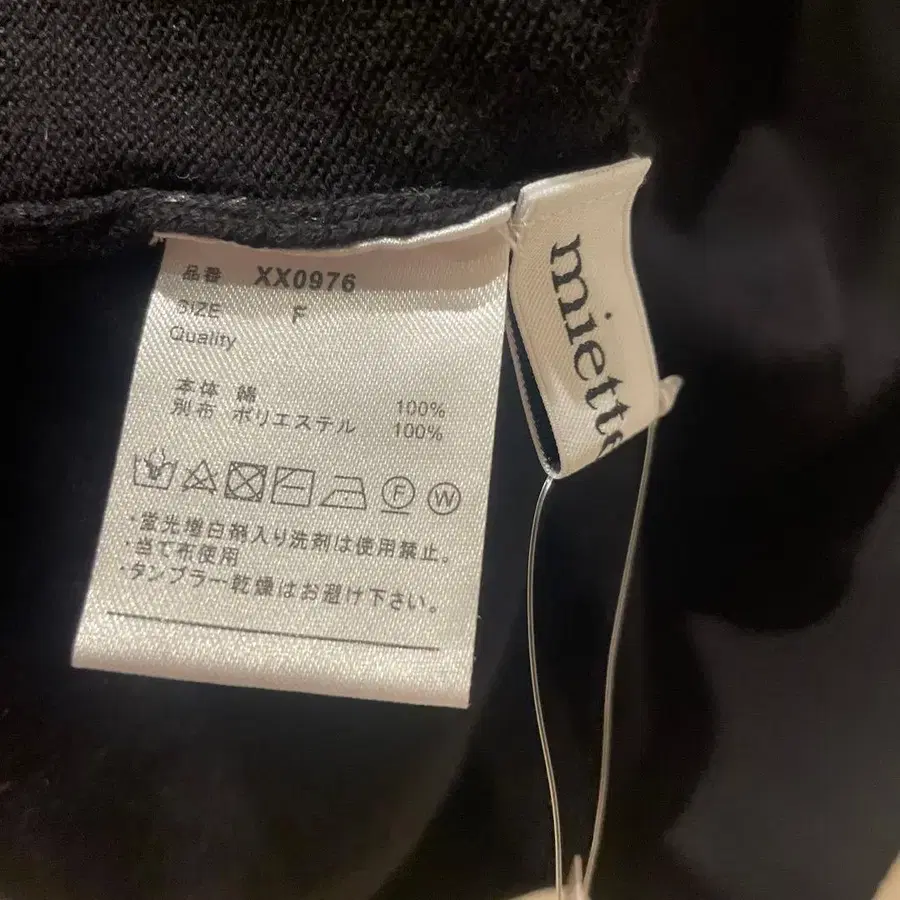 品番 XX0976
SIZE F
Quality
本体 綿 100%
別布 ポリエステル 100%
F W
・蛍光増白剤入り洗剤は使用禁止。
・当て布使用
・タンブラー乾燥はお避け下さい。
miette